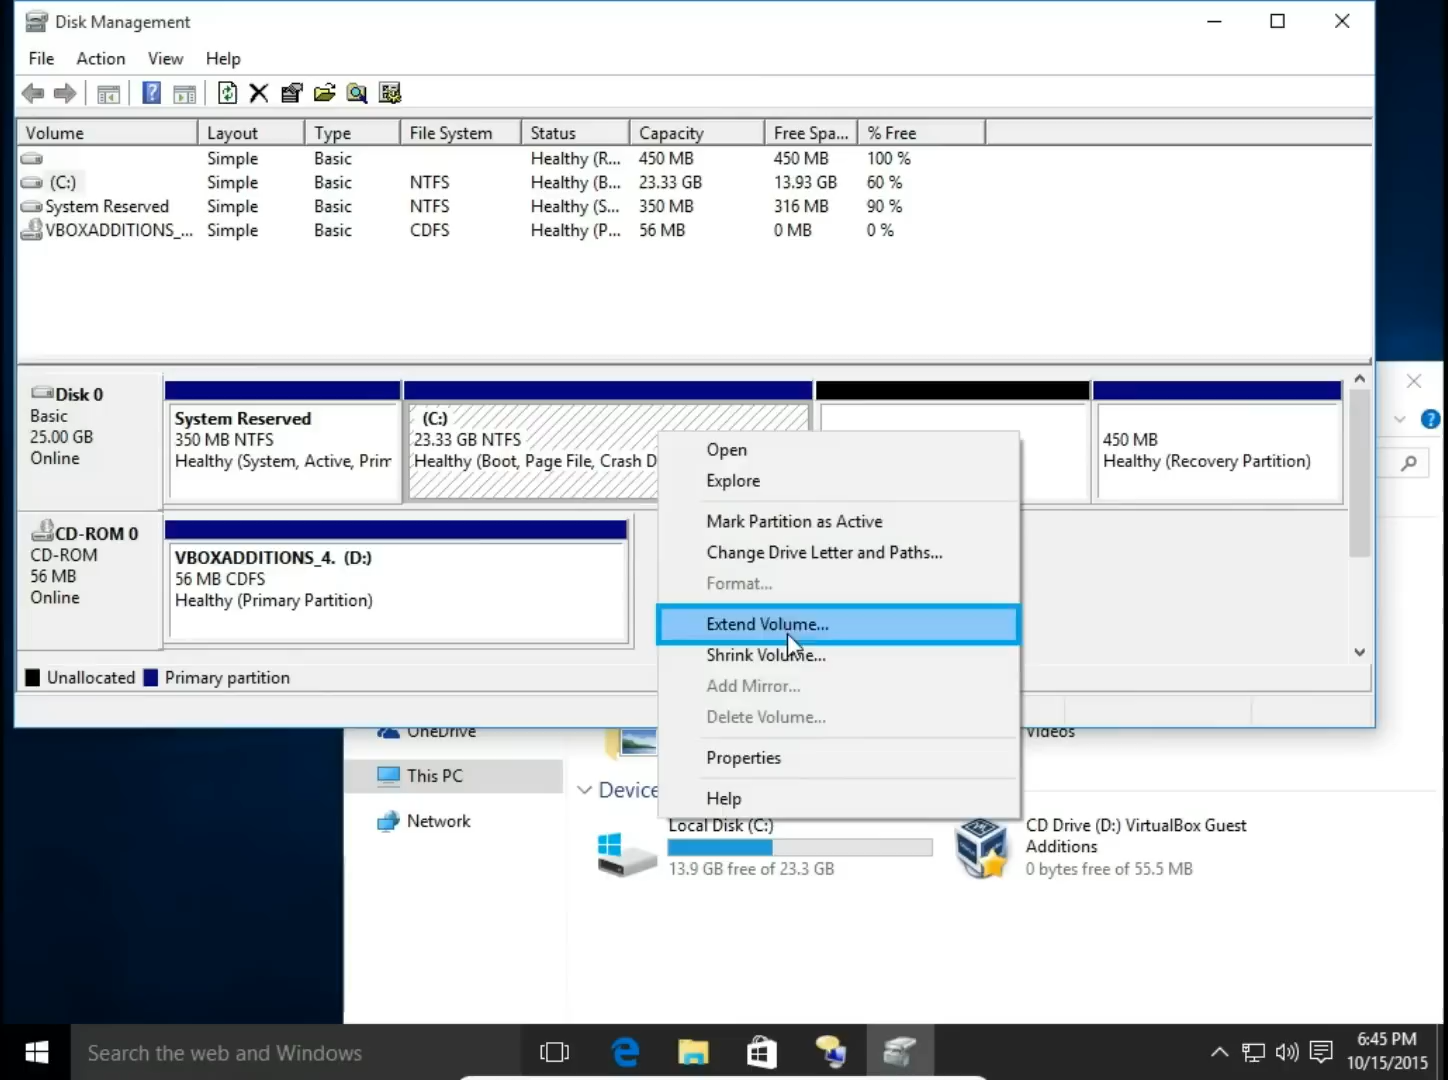 Disk Management
File Action View Help
Volume Layout Type File System Status Capacity Free Spa... % Free
Simple Basic Healthy (R... 450 MB 450 MB 100 %
(C:) Simple Basic NTFS Healthy (B... 23.33 GB 13.93 GB 60 %
System Reserved Simple Basic NTFS Healthy (S... 350 MB 316 MB 90 %
VBOXADDITIONS_... Simple Basic CDFS Healthy (P... 56 MB 0 MB 0 %
Disk 0
Basic
25.00 GB
Online
System Reserved
350 MB NTFS
Healthy (System, Active, Prim
(C:)
23.33 GB NTFS
Healthy (Boot, Page File, Crash D
450 MB
Healthy (Recovery Partition)
CD-ROM 0
CD-ROM
56 MB
Online
VBOXADDITIONS_4. (D:)
56 MB CDFS
Healthy (Primary Partition)
Unallocated Primary partition
Open
Explore
Mark Partition as Active
Change Drive Letter and Paths...
Format...
Extend Volume...
Shrink Volume...
Add Mirror...
Delete Volume...
Properties
Help
OneDrive
This PC
Network
Videos
Device
Local Disk (C:)
13.9 GB free of 23.3 GB
CD Drive (D:) VirtualBox Guest
Additions
0 bytes free of 55.5 MB
Search the web and Windows
6:45 PM
10/15/2015